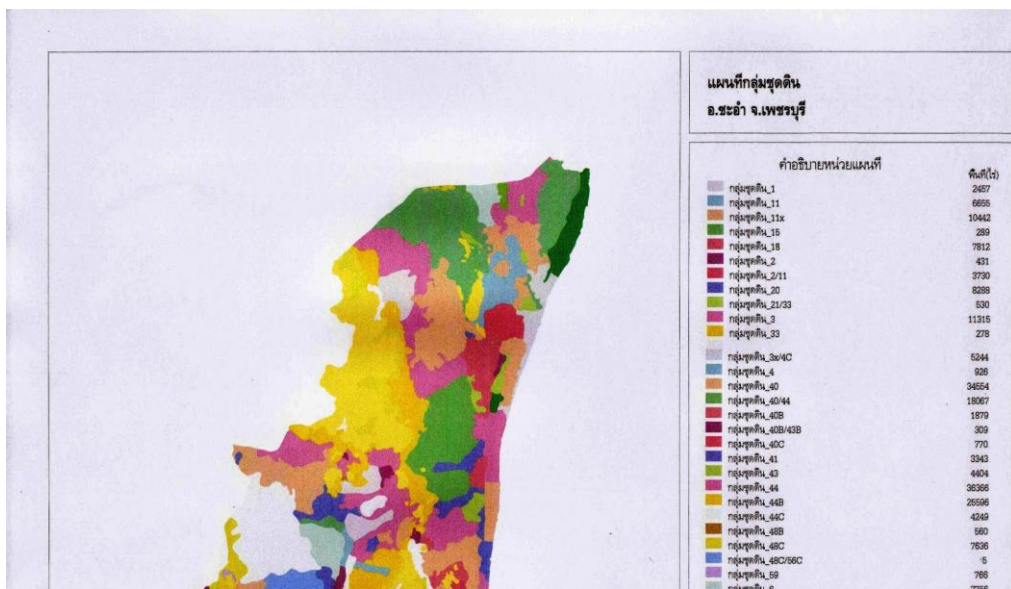 แผนที่กลุ่มชุดดิน
อ.ชะอำ จ.เพชรบุรี
คำอธิบายหน่วยแผนที่
พื้นที่(ไร่)
กลุ่มชุดดิน_1 2457
กลุ่มชุดดิน_11 6655
กลุ่มชุดดิน_11x 10442
กลุ่มชุดดิน_15 289
กลุ่มชุดดิน_18 7812
กลุ่มชุดดิน_2 431
กลุ่มชุดดิน_2/11 3730
กลุ่มชุดดิน_20 8288
กลุ่มชุดดิน_21/33 530
กลุ่มชุดดิน_3 11315
กลุ่มชุดดิน_33 278
กลุ่มชุดดิน_3x/4C 5244
กลุ่มชุดดิน_4 926
กลุ่มชุดดิน_40 34554
กลุ่มชุดดิน_40/44 18067
กลุ่มชุดดิน_40B 1879
กลุ่มชุดดิน_40B/43B 309
กลุ่มชุดดิน_40C 770
กลุ่มชุดดิน_41 3343
กลุ่มชุดดิน_43 4404
กลุ่มชุดดิน_44 36366
กลุ่มชุดดิน_44B 25596
กลุ่มชุดดิน_44C 4249
กลุ่มชุดดิน_48B 560
กลุ่มชุดดิน_48C 7636
กลุ่มชุดดิน_48C/56C 5
กลุ่มชุดดิน_59 766